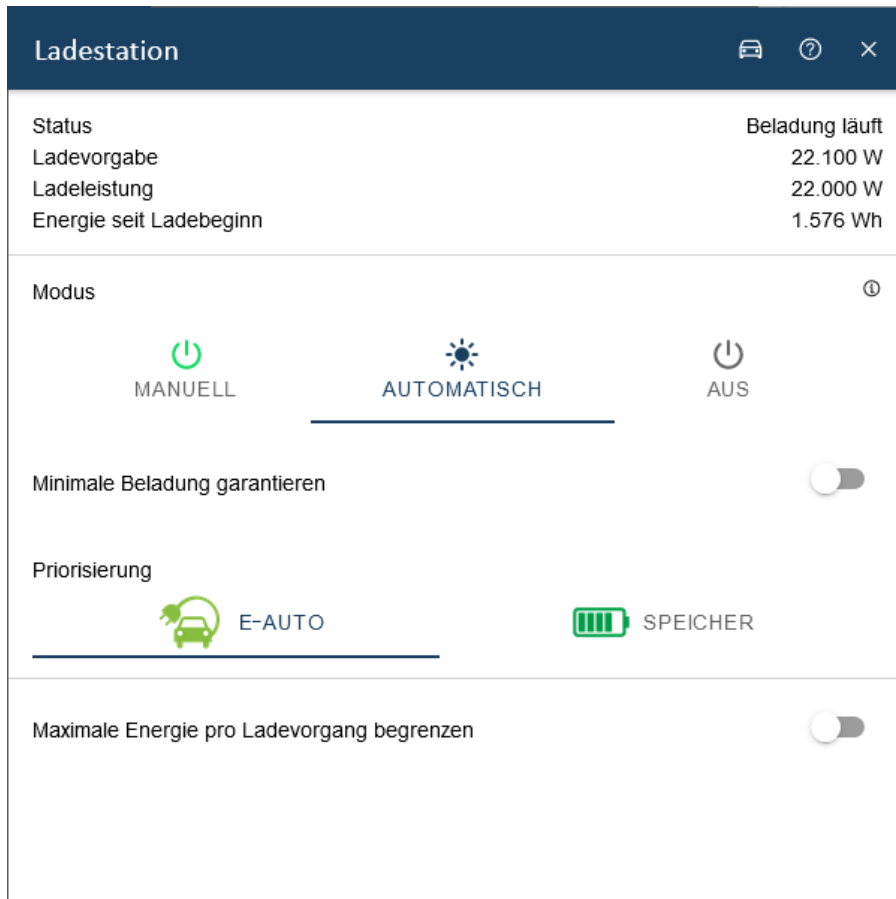 Ladestation
Status Beladung läuft
Ladevorgabe 22.100 W
Ladeleistung 22.000 W
Energie seit Ladebeginn 1.576 Wh
Modus
MANUELL AUTOMATISCH AUS
Minimale Beladung garantieren
Priorisierung
E-AUTO SPEICHER
Maximale Energie pro Ladevorgang begrenzen